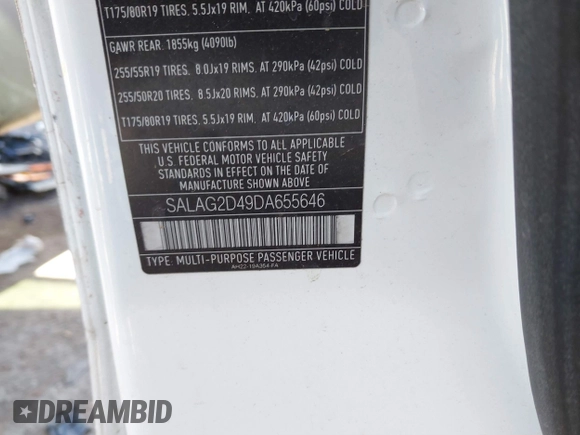 T175/80R19 TIRES. 5.5Jx19 RIM. AT 420kPa (60psi) COLD
GAWR REAR. 1855kg (4090lb)
255/55R19 TIRES. 8.0Jx19 RIMS. AT 290kPa (42psi) COLD
255/50R20 TIRES. 8.5Jx20 RIMS. AT 290kPa (42psi) COLD
T175/80R19 TIRES. 5.5Jx19 RIM. AT 420kPa (60psi) COLD
THIS VEHICLE CONFORMS TO ALL APPLICABLE
U.S. FEDERAL MOTOR VEHICLE SAFETY
STANDARDS IN EFFECT ON THE DATE
OF MANUFACTURE SHOWN ABOVE.
SALAG2D49DA655646
TYPE. MULTI-PURPOSE PASSENGER VEHICLE
AH22-19A364-FA
DREAMBID